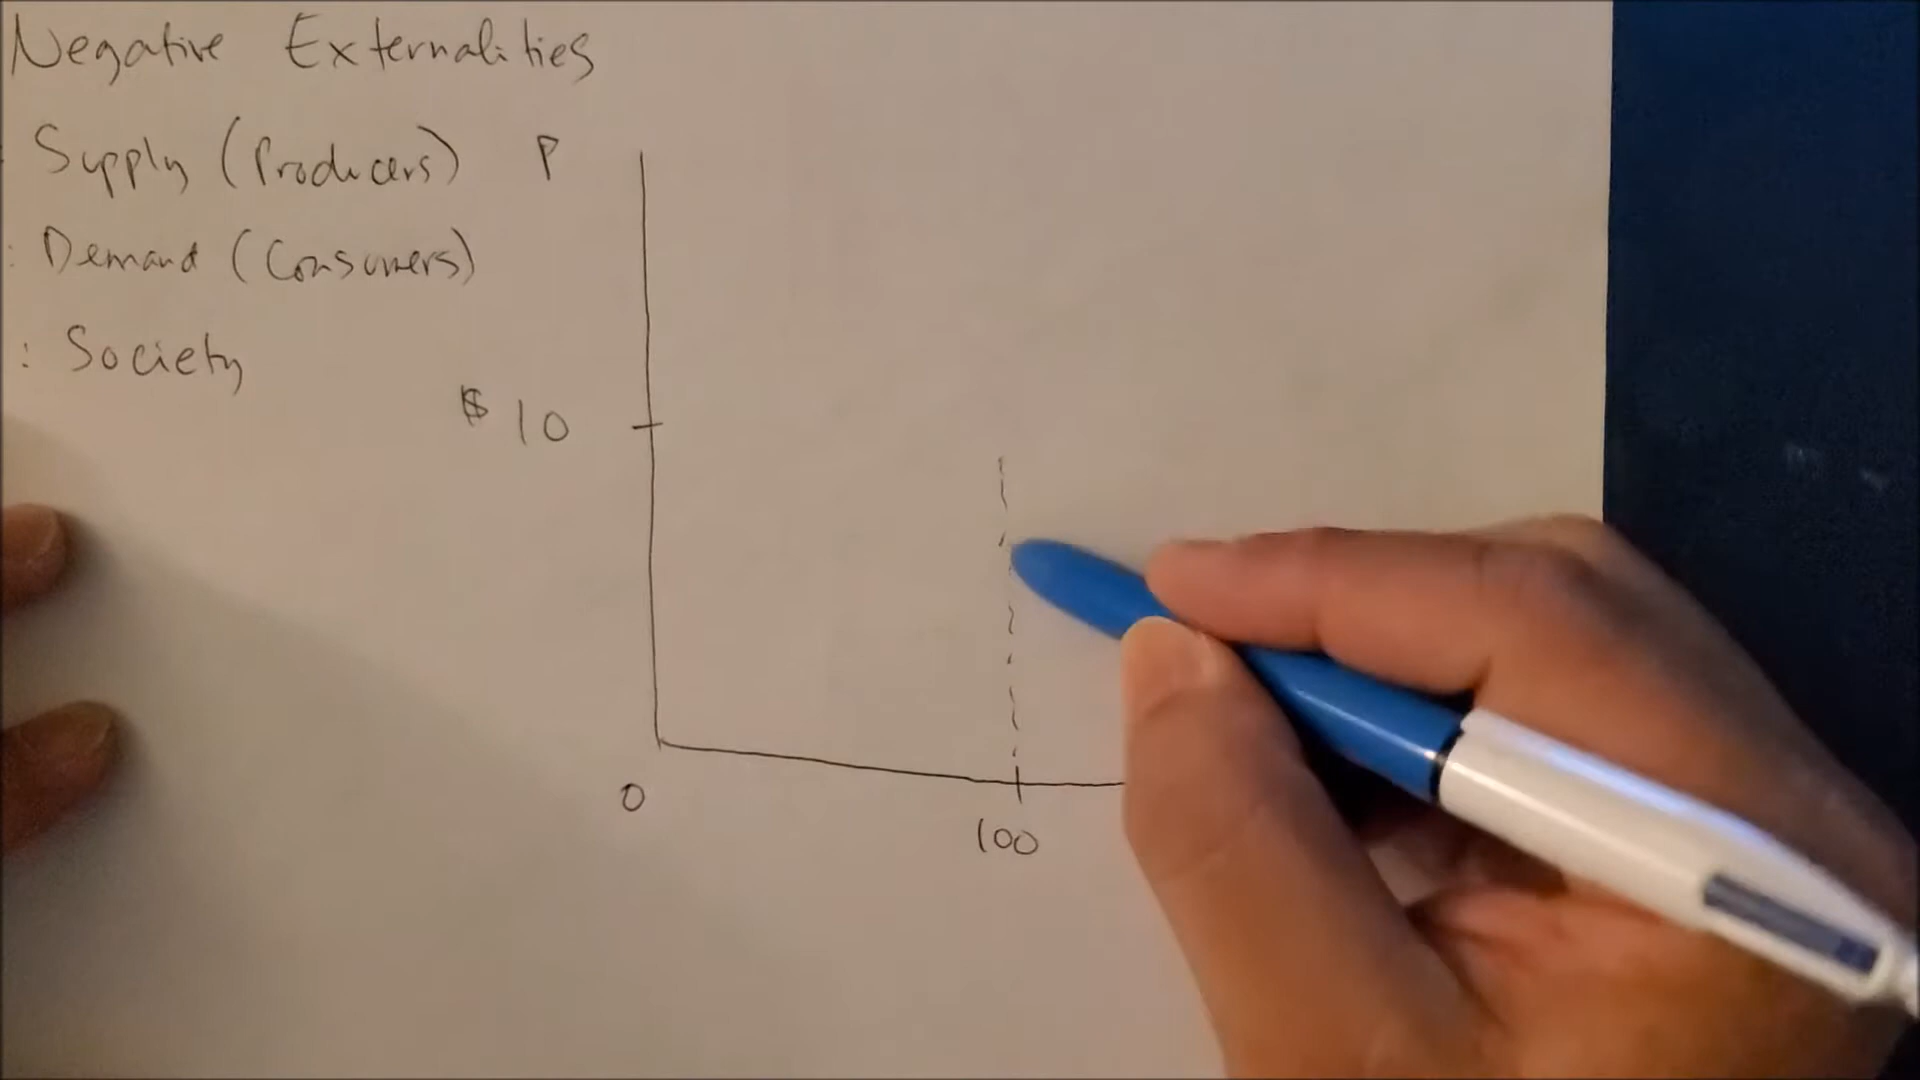 Negative Externalities
Supply (Producers)
: Demand (Consumers)
: Society
P
$ 10
0
100